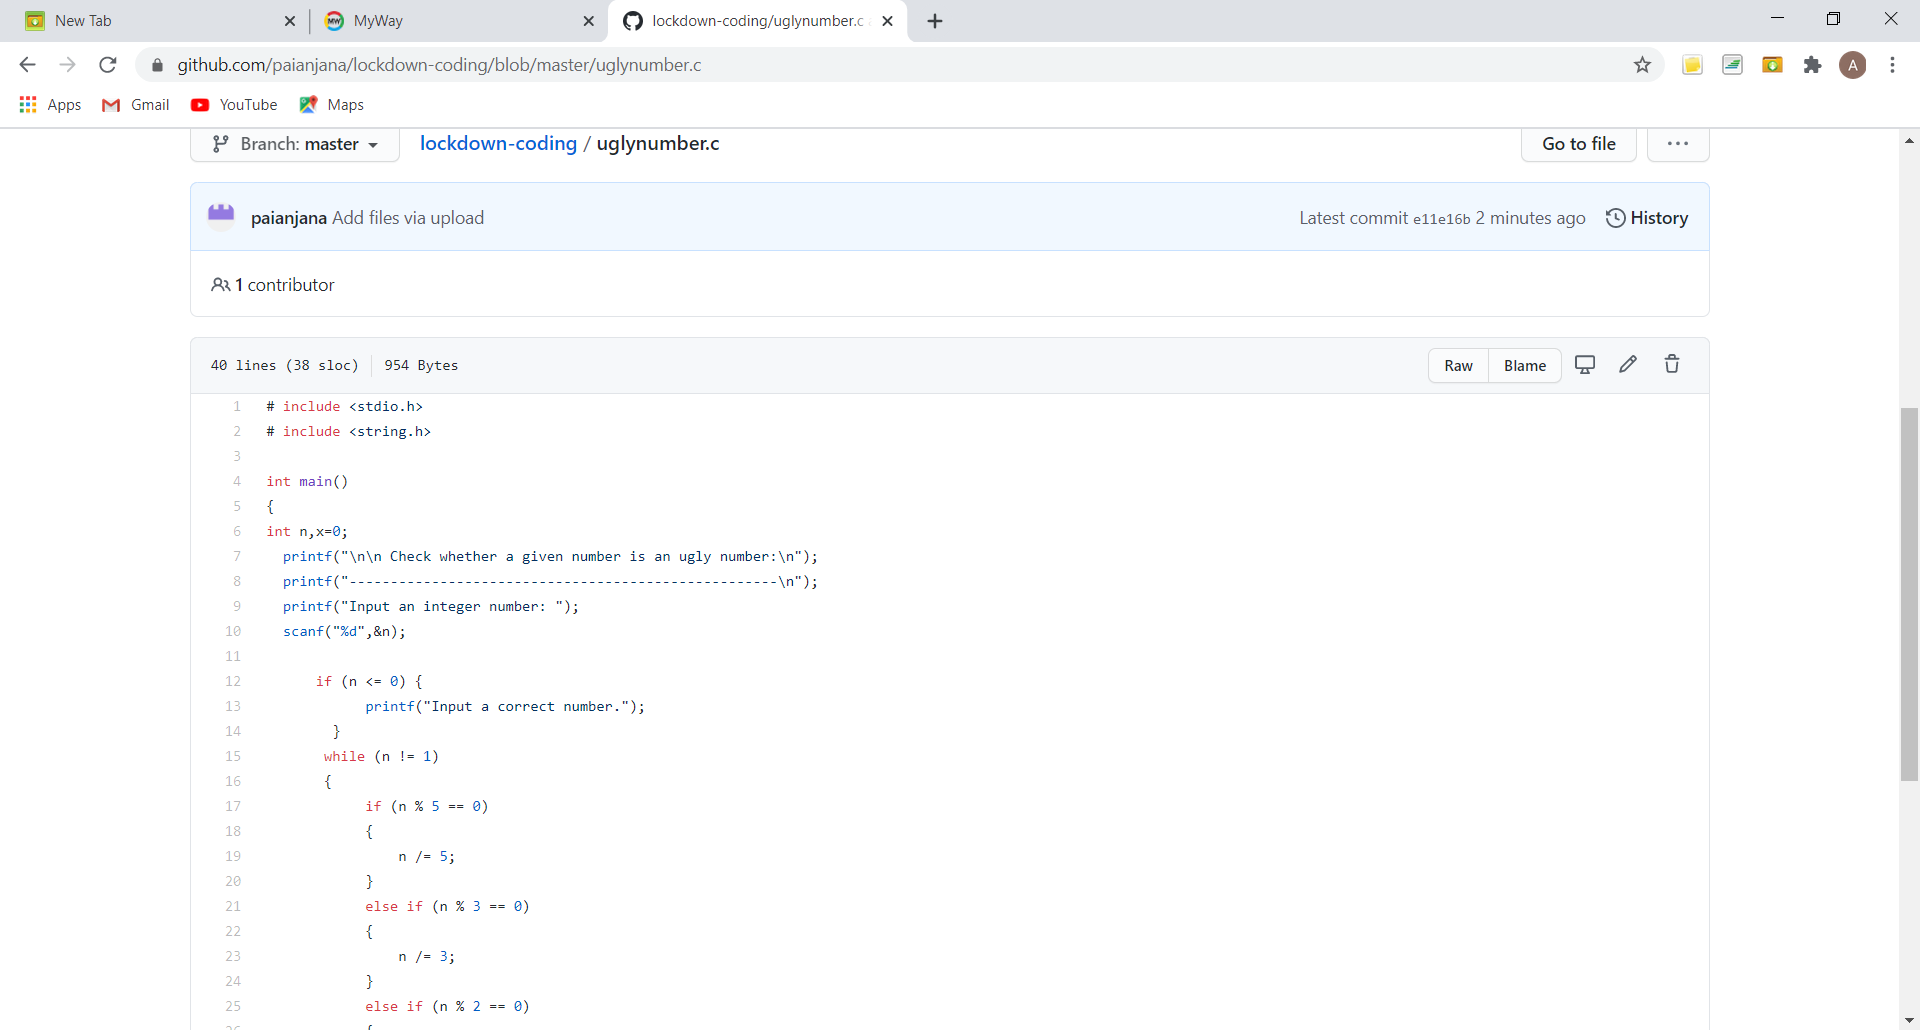 New Tab
MyWay
lockdown-coding/uglynumber.c
github.com/paianjana/lockdown-coding/blob/master/uglynumber.c
A
Apps
Gmail
YouTube
Maps
Branch: master
lockdown-coding / uglynumber.c
Go to file
...
paianjana Add files via upload
Latest commit e11e16b 2 minutes ago
History
1 contributor
40 lines (38 sloc)
954 Bytes
Raw
Blame
1 # include <stdio.h>
2 # include <string.h>
3
4 int main()
5 {
6 int n,x=0;
7 printf("\n\n Check whether a given number is an ugly number:\n");
8 printf("----------------------------------------------------\n");
9 printf("Input an integer number: ");
10 scanf("%d",&n);
11
12 if (n <= 0) {
13 printf("Input a correct number.");
14 }
15 while (n != 1)
16 {
17 if (n % 5 == 0)
18 {
19 n /= 5;
20 }
21 else if (n % 3 == 0)
22 {
23 n /= 3;
24 }
25 else if (n % 2 == 0)